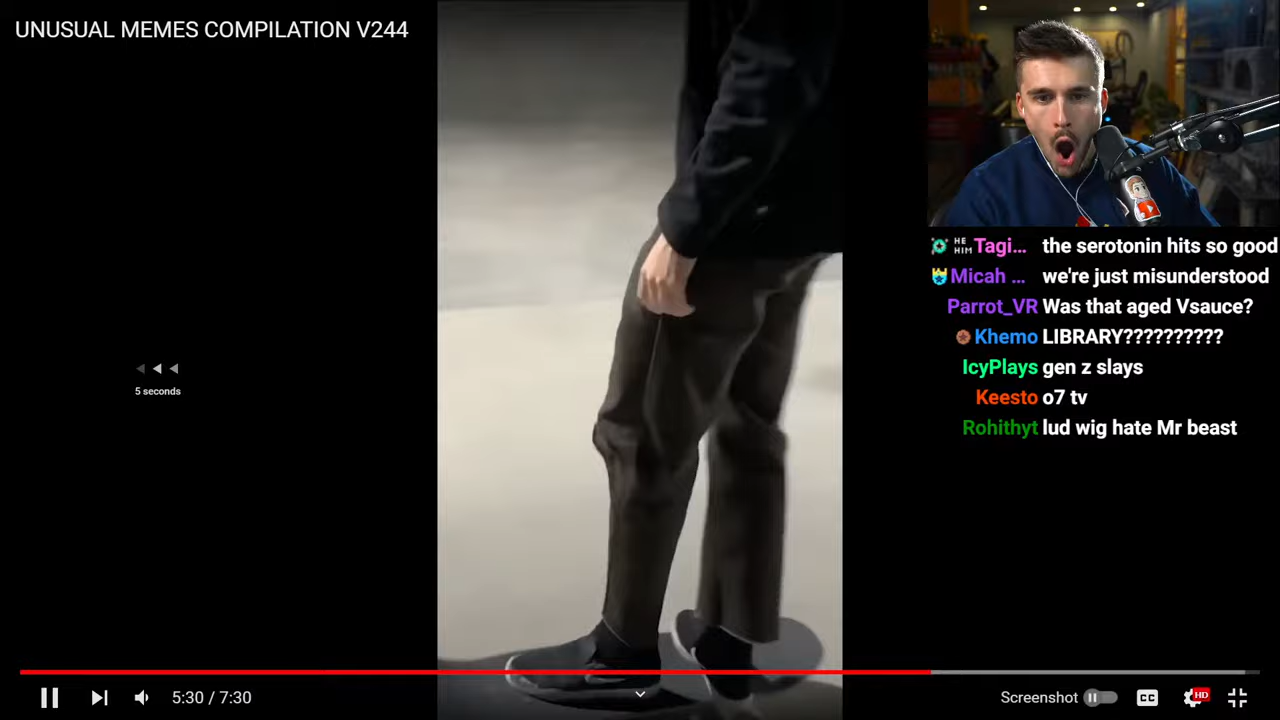 UNUSUAL MEMES COMPILATION V244
HE
HIM
Tagi... the serotonin hits so good
Micah ... we're just misunderstood
Parrot_VR Was that aged Vsauce?
Khemo LIBRARY??????????
IcyPlays gen z slays
Keesto o7 tv
Rohithyt lud wig hate Mr beast
5 seconds
5:30 / 7:30
Screenshot
CC
HD